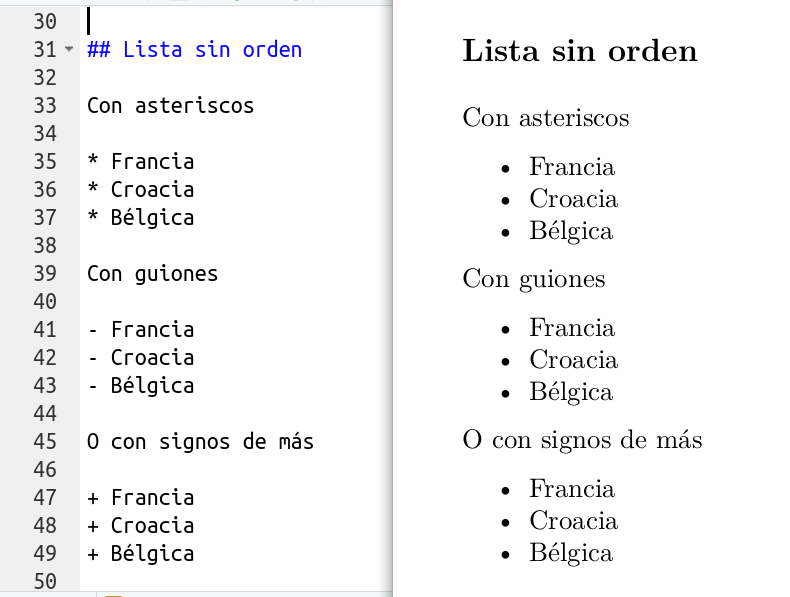 30
31 ## Lista sin orden
32
33 Con asteriscos
34
35 * Francia
36 * Croacia
37 * Bélgica
38
39 Con guiones
40
41 - Francia
42 - Croacia
43 - Bélgica
44
45 O con signos de más
46
47 + Francia
48 + Croacia
49 + Bélgica
50
Lista sin orden
Con asteriscos
• Francia
• Croacia
• Bélgica
Con guiones
• Francia
• Croacia
• Bélgica
O con signos de más
• Francia
• Croacia
• Bélgica